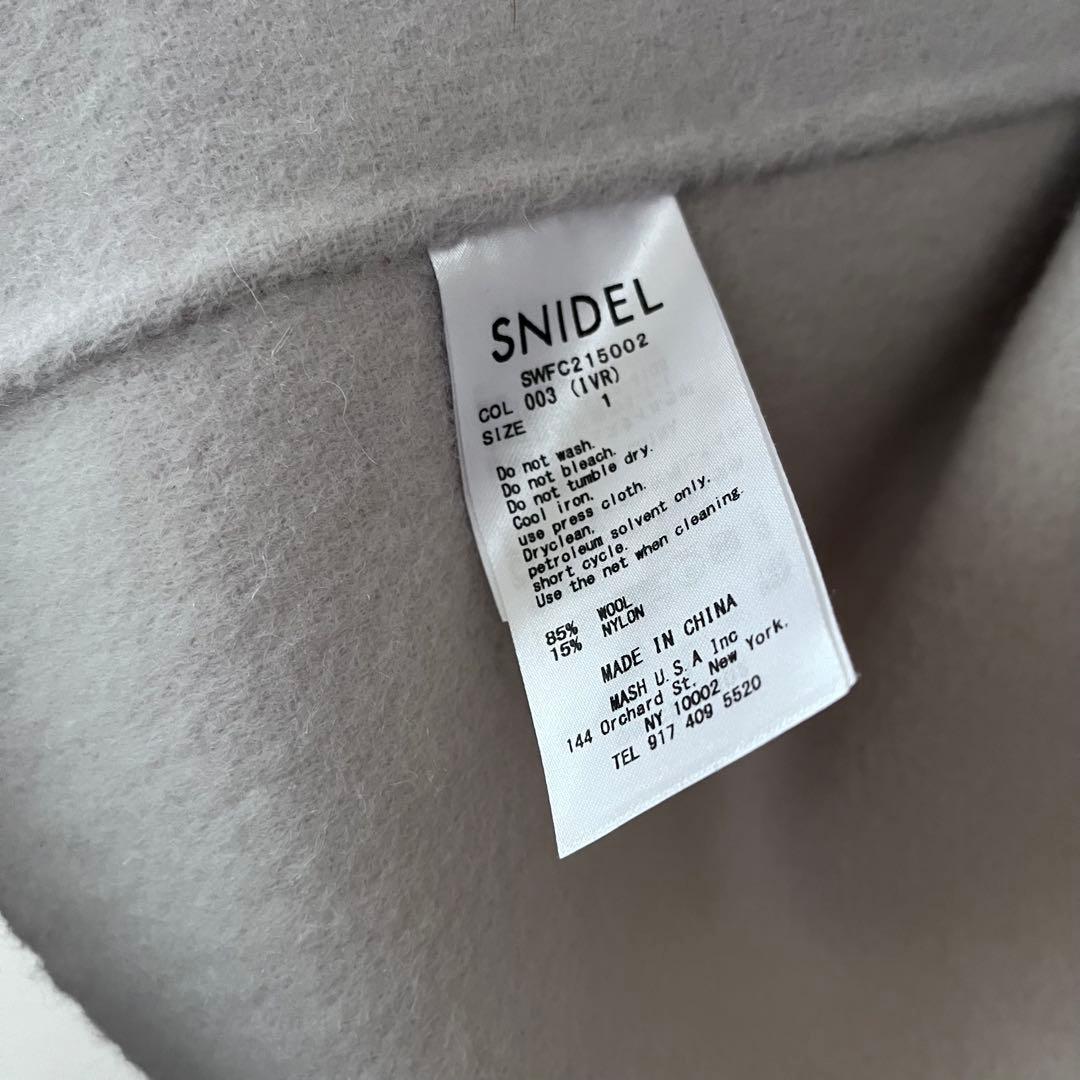 SNIDEL
SWFC215002
COL 003 (IVR)
SIZE 1
Do not wash.
Do not bleach.
Do not tumble dry.
Cool iron.
use press cloth.
Dryclean.
petroleum solvent only.
short cycle.
Use the net when cleaning.
85% WOOL
15% NYLON
MADE IN CHINA
MASH U.S.A Inc
144 Orchard St. New York.
NY 10002
TEL 917 409 5520